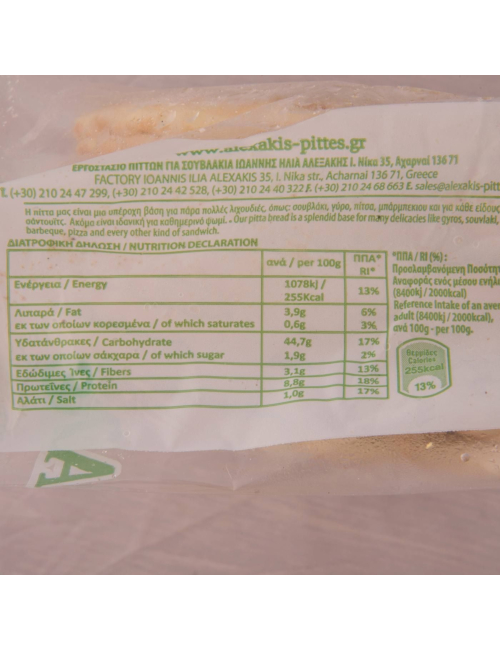 www.alexakis-pittes.gr
ΕΡΓΟΣΤΑΣΙΟ ΠΙΤΤΩΝ ΓΙΑ ΣΟΥΒΛΑΚΙΑ ΙΩΑΝΝΗΣ ΗΛΙΑ ΑΛΕΞΑΚΗΣ Ι. Νίκα 35, Αχαρναί 136 71
FACTORY IOANNIS ILIA ALEXAKIS 35, I. Nika str., Acharnai 136 71, Greece
T. (+30) 210 24 47 299, (+30) 210 24 42 528, (+30) 210 24 40 322 F. (+30) 210 24 68 663 E. sales@alexakis-pitt
Η πίττα μας είναι μια υπέροχη βάση για πάρα πολλές λιχουδιές, όπως: σουβλάκι, γύρο, πίτσα, μπάρμπεκιου και για κάθε είδους
σάντουιτς. Ακόμα είναι ιδανική για καθημερινό ψωμί. • Our pitta bread is a splendid base for many delicacies like gyros, souvlaki,
barbeque, pizza and every other kind of sandwich.
ΔΙΑΤΡΟΦΙΚΗ ΔΗΛΩΣΗ / NUTRITION DECLARATION
ανά / per 100g ΠΠΑ* RI*
Ενέργεια / Energy 1078kj / 255Kcal 13%
Λιπαρά / Fat 3,9g 6%
εκ των οποίων κορεσμένα / of which saturates 0,6g 3%
Υδατάνθρακες / Carbohydrate 44,7g 17%
εκ των οποίων σάκχαρα / of which sugar 1,9g 2%
Εδώδιμες Ίνες / Fibers 3,1g 13%
Πρωτεΐνες / Protein 8,8g 18%
Αλάτι / Salt 1,0g 17%
*ΠΠΑ / RI (%) :
Προσλαμβανόμενη Ποσότητ
Αναφοράς ενός μέσου ενήλι
(8400kj / 2000kcal)
Reference Intake of an aver
adult (8400kj / 2000kcal),
ανά 100g - per 100g.
Θερμίδες
Calories
255kcal
13%
A